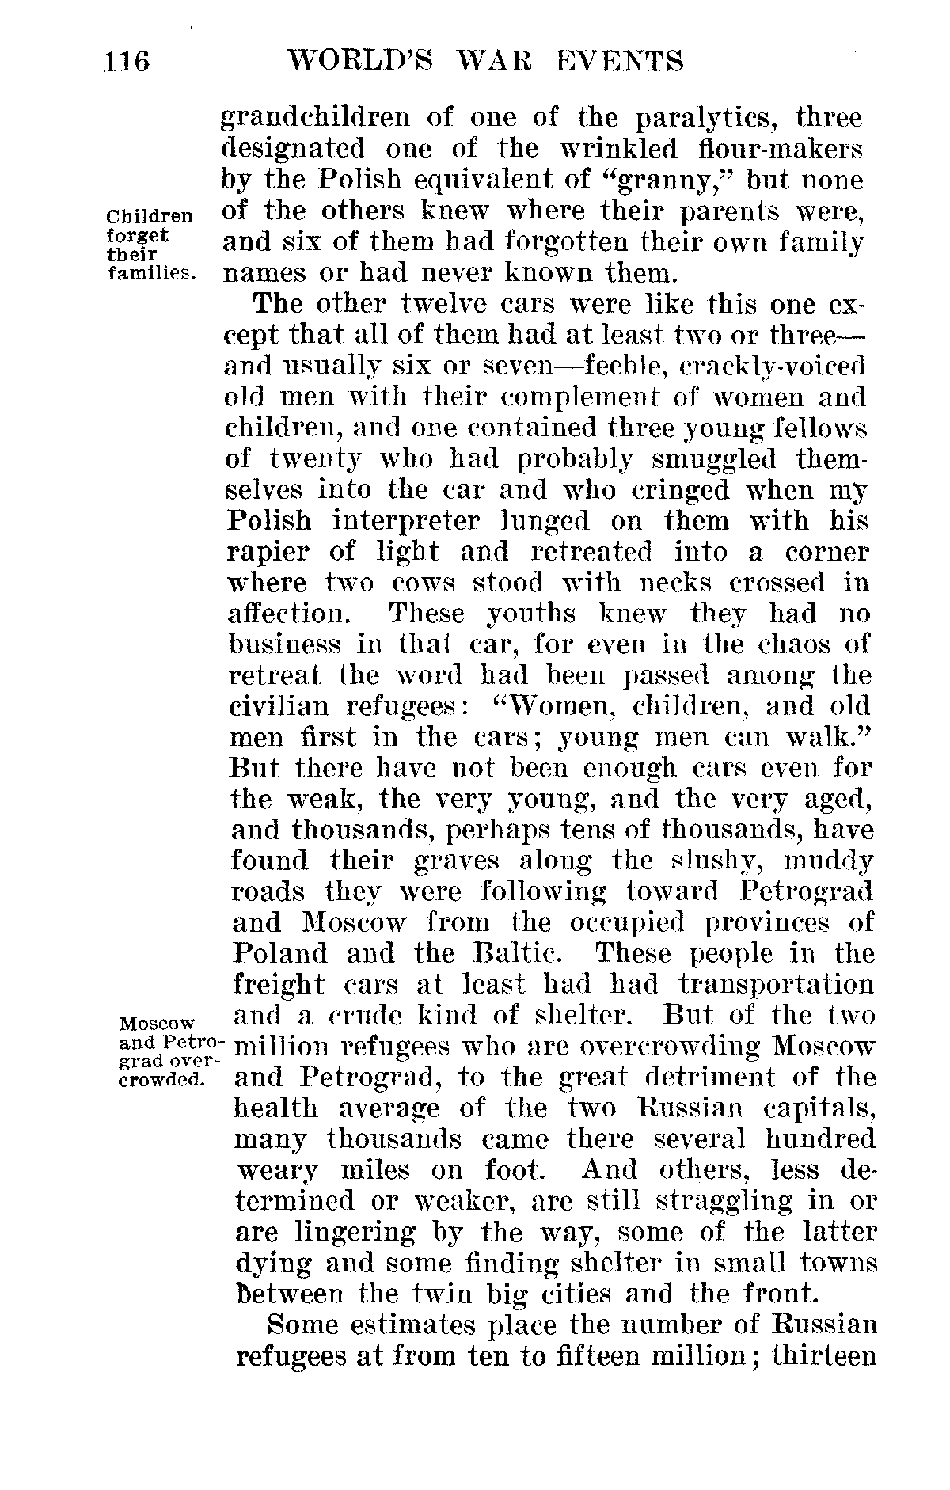 116 WORLD'S WAR EVENTS
grandchildren of one of the paralytics, three
designated one of the wrinkled flour-makers
by the Polish equivalent of "granny," but none
of the others knew where their parents were,
and six of them had forgotten their own family
names or had never known them.
Children
forget
their
families.
The other twelve cars were like this one ex-
cept that all of them had at least two or three—
and usually six or seven—feeble, crackly-voiced
old men with their complement of women and
children, and one contained three young fellows
of twenty who had probably smuggled them-
selves into the car and who cringed when my
Polish interpreter lunged on them with his
rapier of light and retreated into a corner
where two cows stood with necks crossed in
affection. These youths knew they had no
business in that car, for even in the chaos of
retreat the word had been passed among the
civilian refugees: "Women, children, and old
men first in the cars; young men can walk."
But there have not been enough cars even for
the weak, the very young, and the very aged,
and thousands, perhaps tens of thousands, have
found their graves along the slushy, muddy
roads they were following toward Petrograd
and Moscow from the occupied provinces of
Poland and the Baltic. These people in the
freight cars at least had had transportation
and a crude kind of shelter. But of the two
million refugees who are overcrowding Moscow
and Petrograd, to the great detriment of the
Moscow
and Petro-
grad over-
crowded.
health average of the two Russian capitals,
many thousands came there several hundred
weary miles on foot. And others, less de-
termined or weaker, are still straggling in or
are lingering by the way, some of the latter
dying and some finding shelter in small towns
between the twin big cities and the front.
Some estimates place the number of Russian
refugees at from ten to fifteen million; thirteen